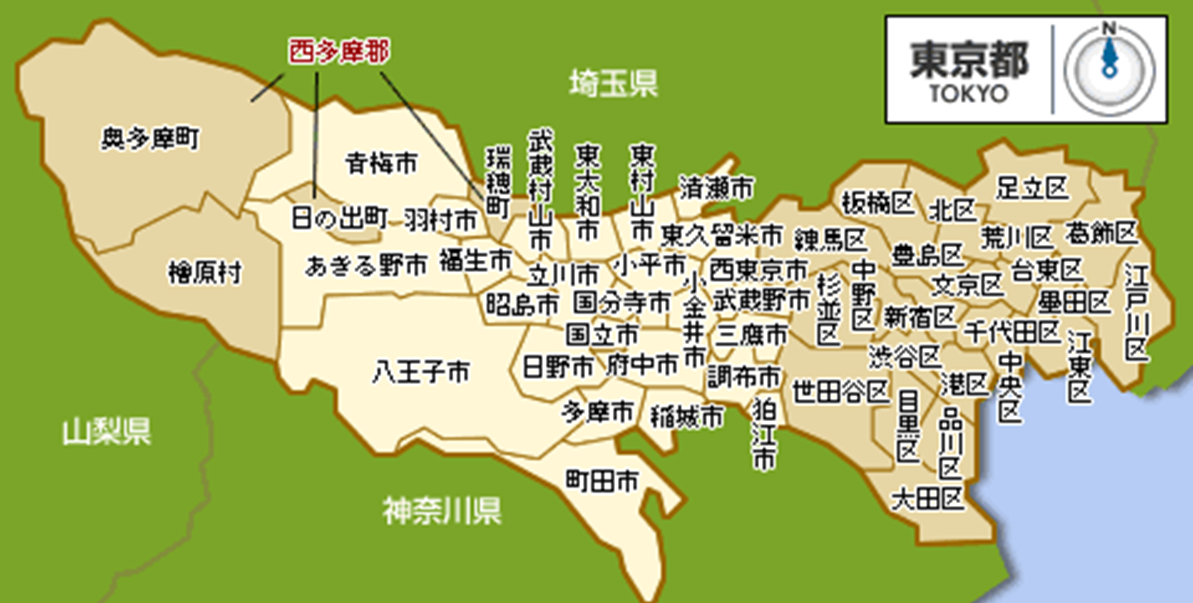 東京都
TOKYO
N
西多摩郡
埼玉県
奥多摩町
青梅市
瑞穂町
武蔵村山市
東大和市
東村山市
清瀬市
日の出町
羽村市
東久留米市
練馬区
板橋区
北区
足立区
檜原村
あきる野市
福生市
立川市
小平市
西東京市
中野区
豊島区
荒川区
葛飾区
昭島市
国分寺市
小金井市
武蔵野市
杉並区
文京区
台東区
墨田区
江戸川区
国立市
三鷹市
新宿区
千代田区
八王子市
日野市
府中市
調布市
渋谷区
中央区
江東区
多摩市
稲城市
狛江市
世田谷区
目黒区
港区
品川区
山梨県
神奈川県
町田市
大田区